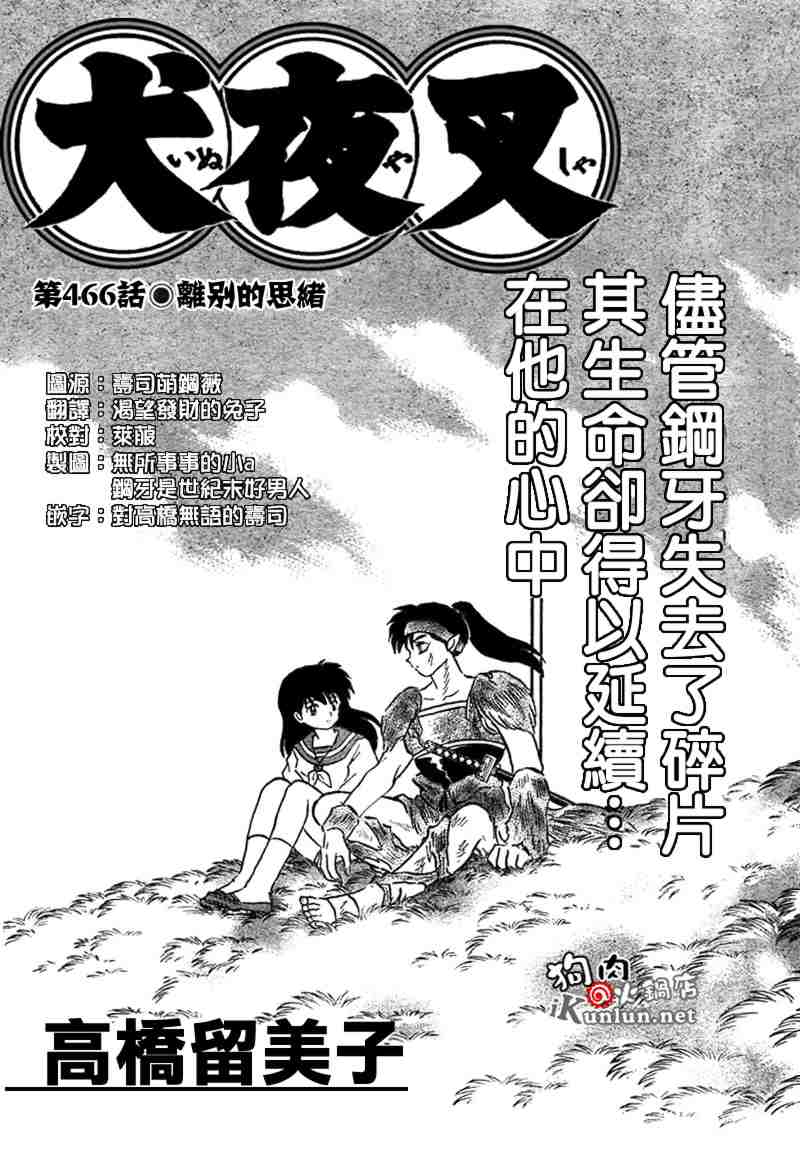 犬夜叉
いぬ や しゃ
第466話◉離别的思緒
儘管鋼牙失去了碎片
其生命卻得以延續…
在他的心中
圖源：壽司萌鋼薇
翻譯：渴望發財的兔子
校對：萊菔
製圖：無所事事的小a
鋼牙是世紀末好男人
嵌字：對高橋無語的壽司
狗肉火鍋店
iKunlun.net
高橋留美子